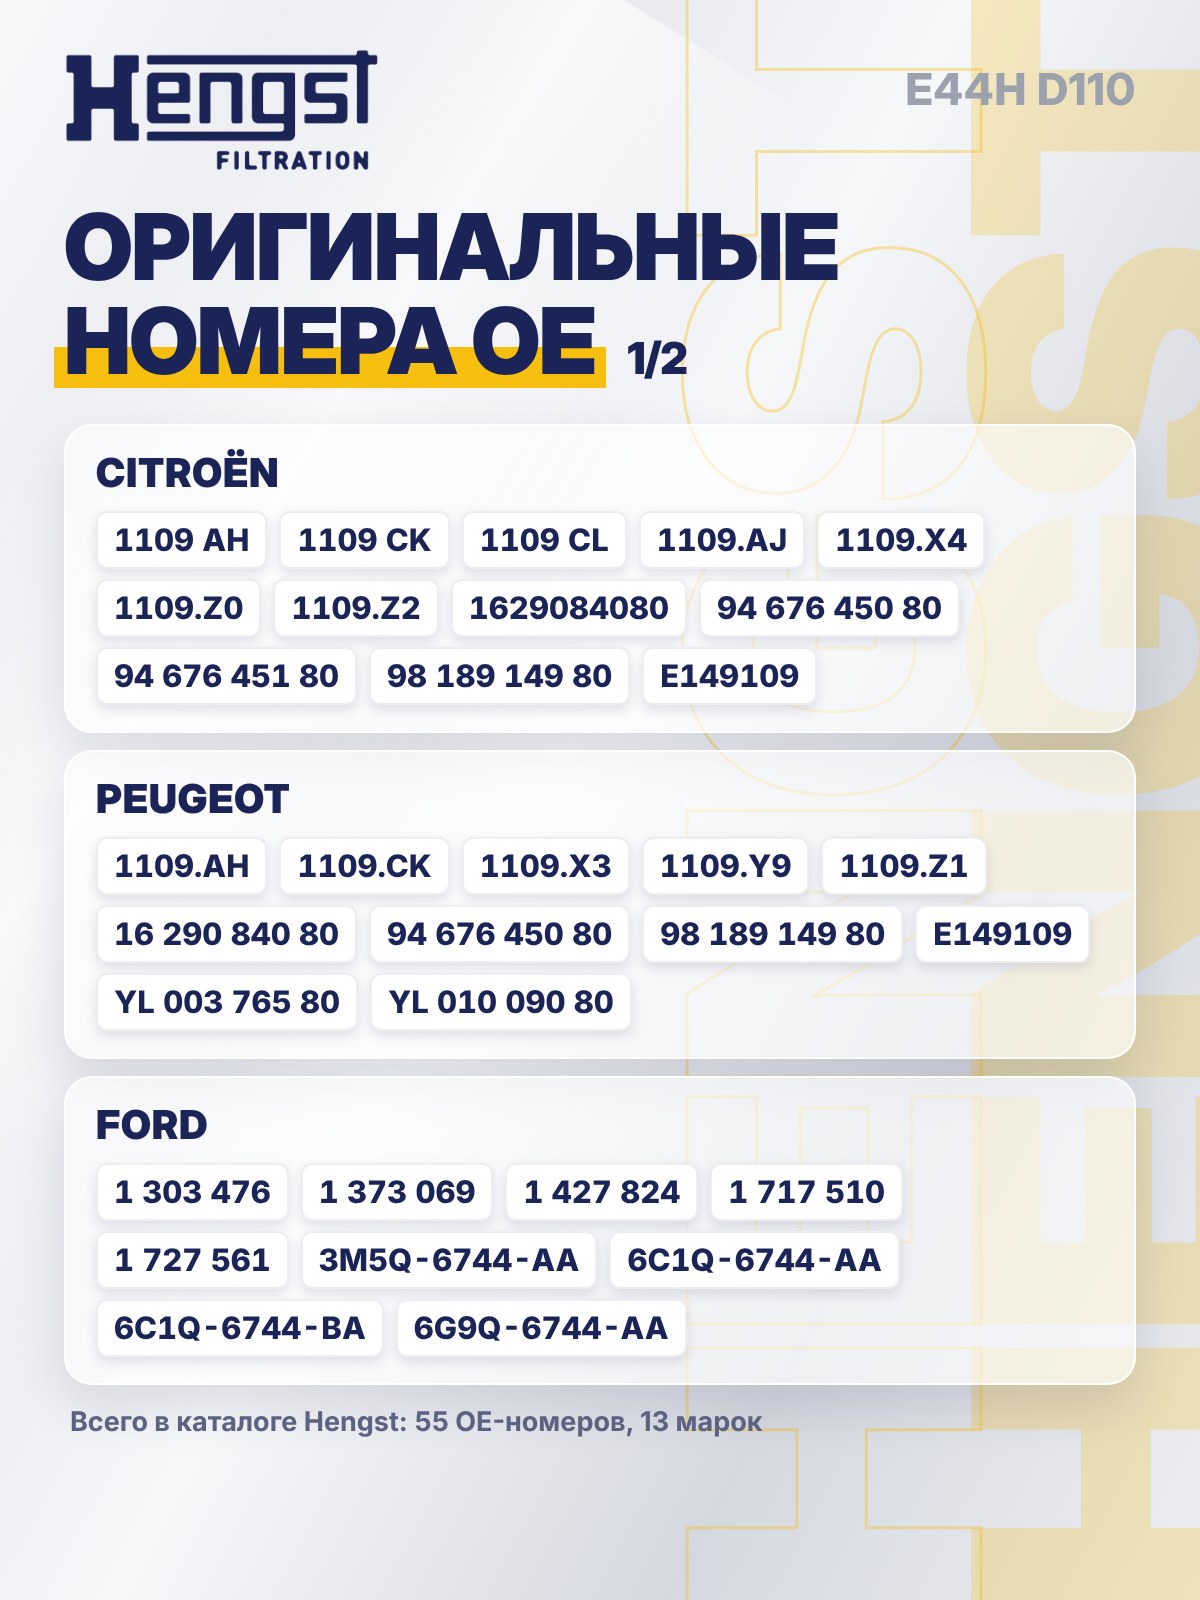 Hengst
FILTRATION
E44H D110
ОРИГИНАЛЬНЫЕ
НОМЕРА OE 1/2
CITROËN
1109 AH 1109 CK 1109 CL 1109.AJ 1109.X4
1109.Z0 1109.Z2 1629084080 94 676 450 80
94 676 451 80 98 189 149 80 E149109
PEUGEOT
1109.AH 1109.CK 1109.X3 1109.Y9 1109.Z1
16 290 840 80 94 676 450 80 98 189 149 80 E149109
YL 003 765 80 YL 010 090 80
FORD
1 303 476 1 373 069 1 427 824 1 717 510
1 727 561 3M5Q-6744-AA 6C1Q-6744-AA
6C1Q-6744-BA 6G9Q-6744-AA
Всего в каталоге Hengst: 55 OE-номеров, 13 марок
HENGST
HENGST